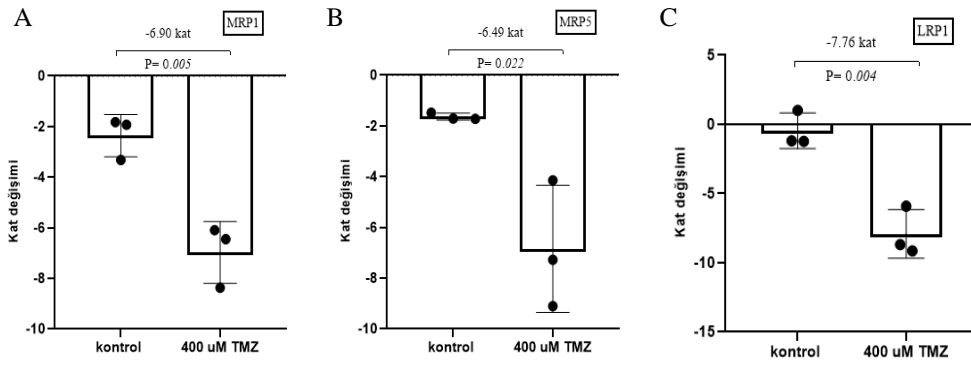 A
MRP1
-6.90 kat
P= 0.005
Kat değişimi
0
-2
-4
-6
-8
-10
kontrol
400 uM TMZ
B
MRP5
-6.49 kat
P= 0.022
Kat değişimi
0
-2
-4
-6
-8
-10
kontrol
400 uM TMZ
C
LRP1
-7.76 kat
P= 0.004
Kat değişimi
5
0
-5
-10
-15
kontrol
400 uM TMZ